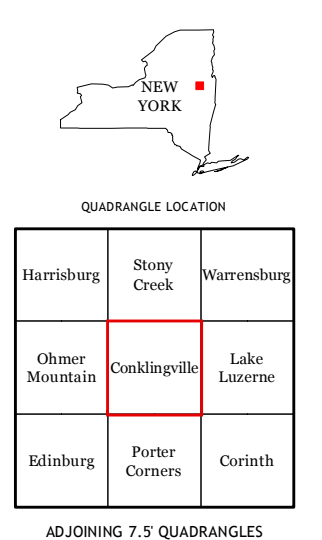 NEW
YORK
QUADRANGLE LOCATION
Harrisburg
Stony
Creek
Warrensburg
Ohmer
Mountain
Conklingville
Lake
Luzerne
Edinburg
Porter
Corners
Corinth
ADJOINING 7.5' QUADRANGLES